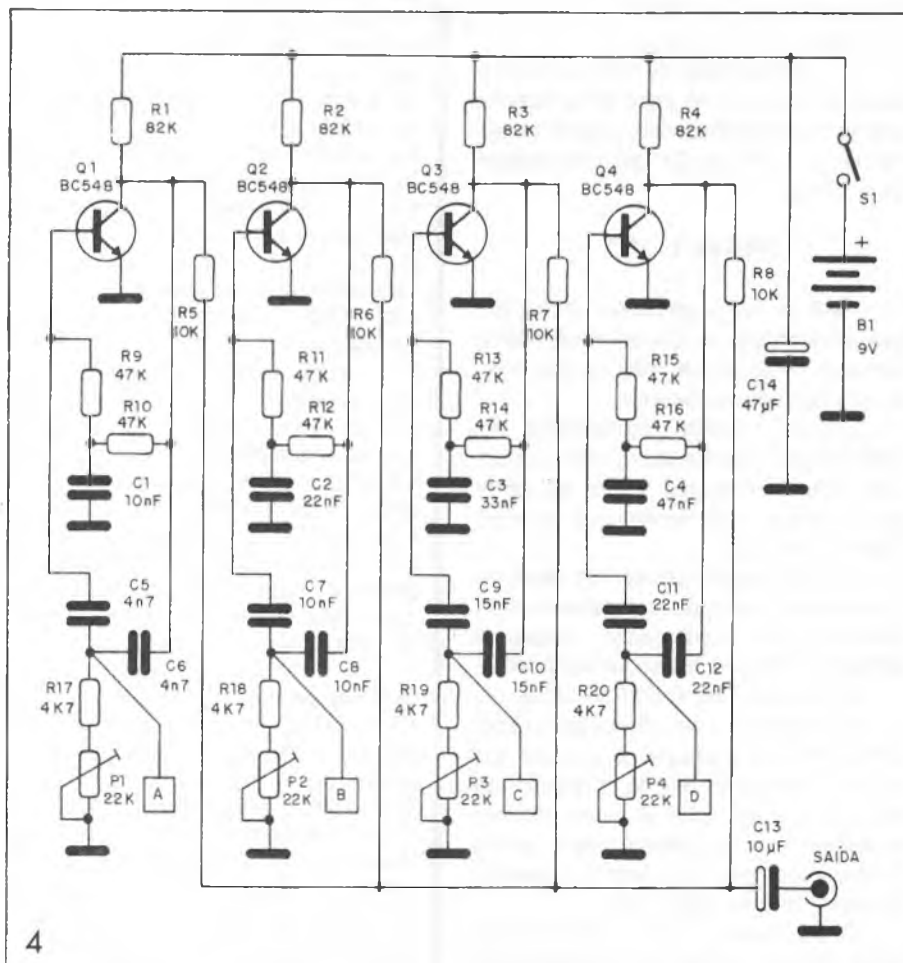 R1
82K
R2
82K
R3
82K
R4
82K
Q1
BC548
Q2
BC548
Q3
BC548
Q4
BC548
S1
+
B1
9V
R5
10K
R6
10K
R7
10K
R8
10K
C14
47µF
R9
47K
R10
47K
R11
47K
R12
47K
R13
47K
R14
47K
R15
47K
R16
47K
C1
10nF
C2
22nF
C3
33nF
C4
47nF
C5
4n7
C6
4n7
C7
10nF
C8
10nF
C9
15nF
C10
15nF
C11
22nF
C12
22nF
R17
4K7
R18
4K7
R19
4K7
R20
4K7
P1
22K
A
P2
22K
B
P3
22K
C
P4
22K
D
C13
10µF
SAIDA
4